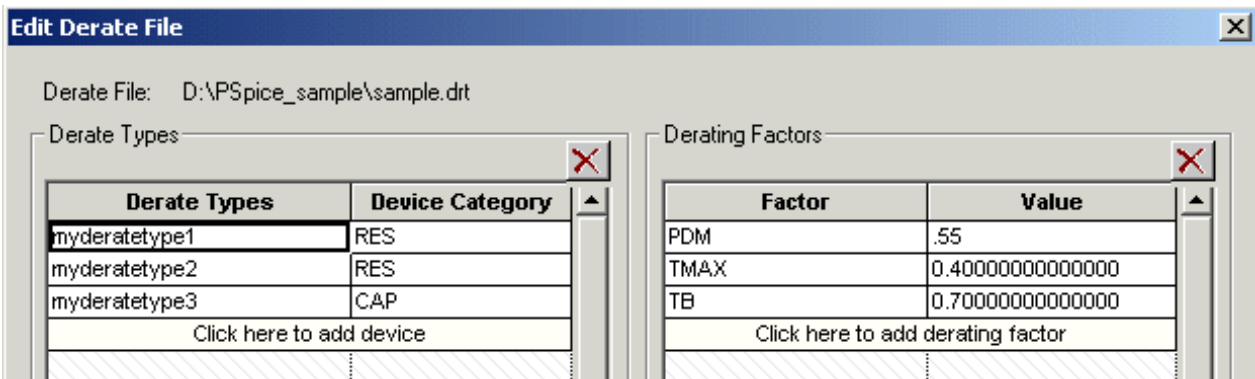 Edit Derate File
Derate File: D:\PSpice_sample\sample.drt
Derate Types
Derating Factors
Derate Types Device Category
myderatetype1 RES
myderatetype2 RES
myderatetype3 CAP
Click here to add device
Factor Value
PDM .55
TMAX 0.40000000000000
TB 0.70000000000000
Click here to add derating factor